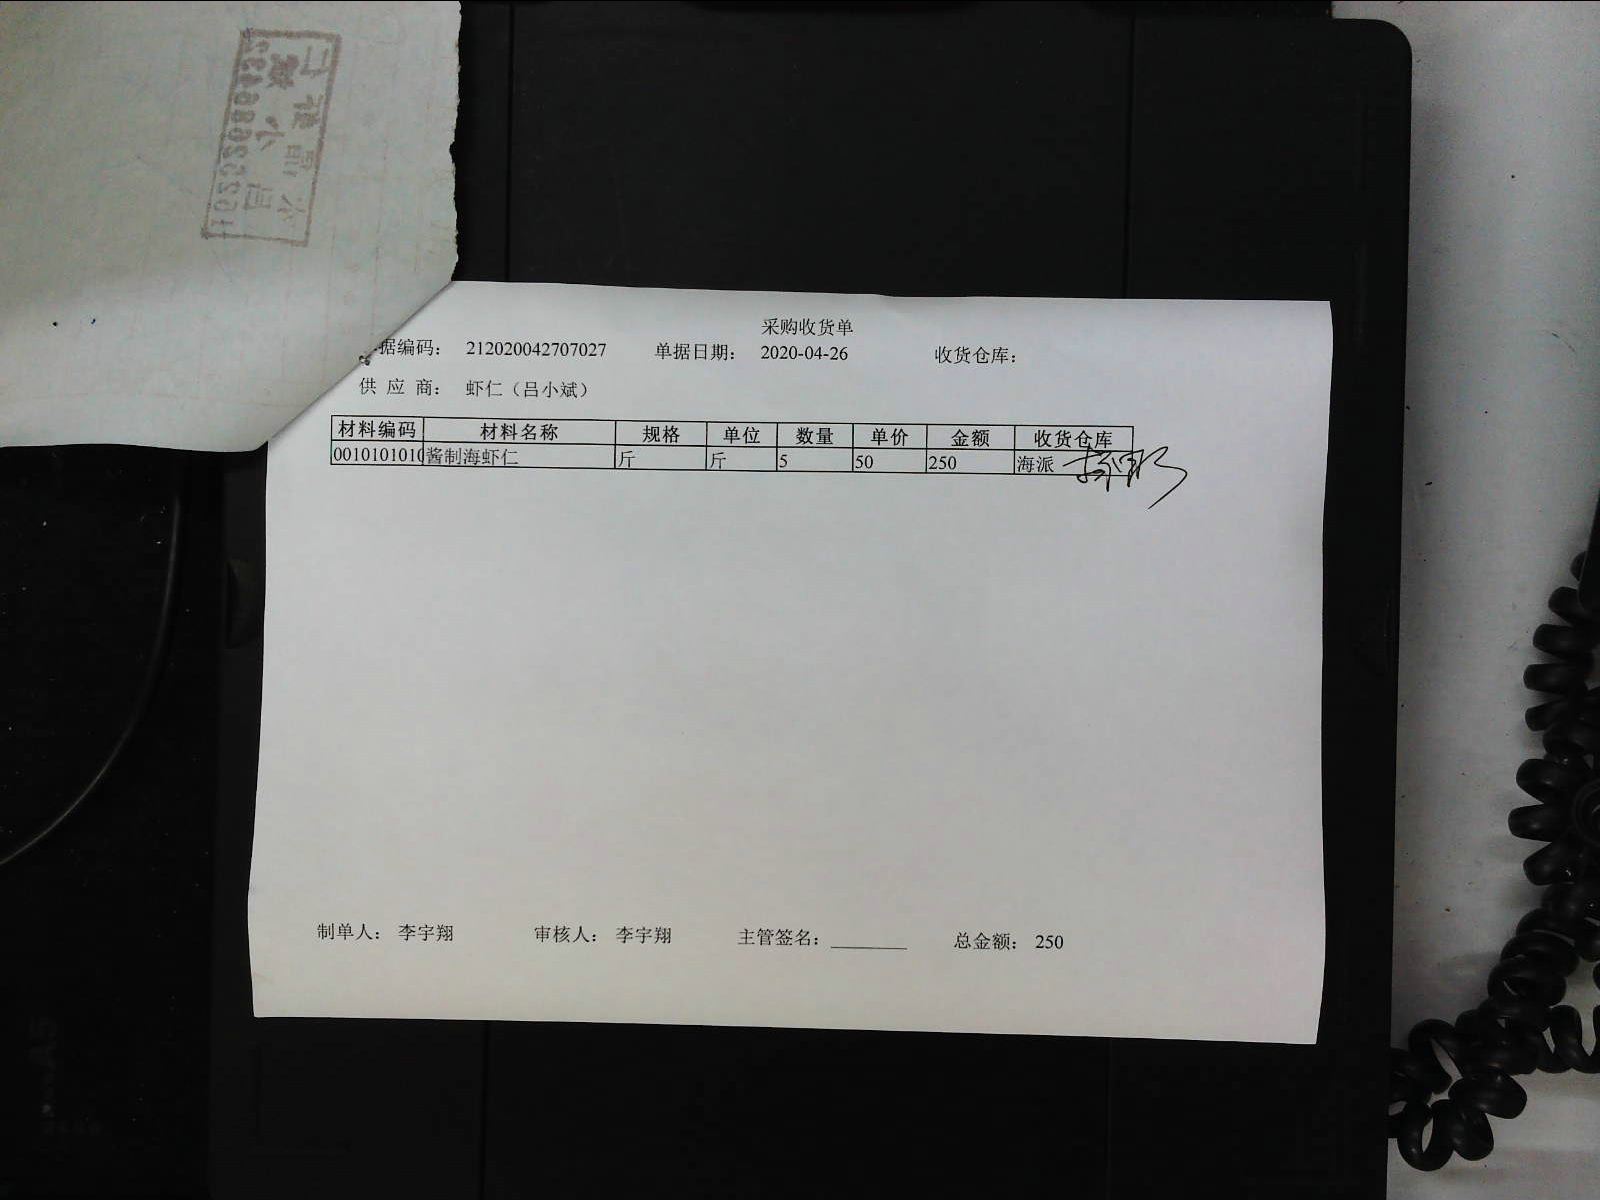 采购收货单
据编码： 212020042707027 单据日期： 2020-04-26 收货仓库：
供 应 商： 虾仁（吕小斌）
材料编码 材料名称 规格 单位 数量 单价 金额 收货仓库
0010101010 酱制海虾仁 斤 斤 5 50 250 海派
制单人： 李宇翔 审核人： 李宇翔 主管签名：________ 总金额： 250